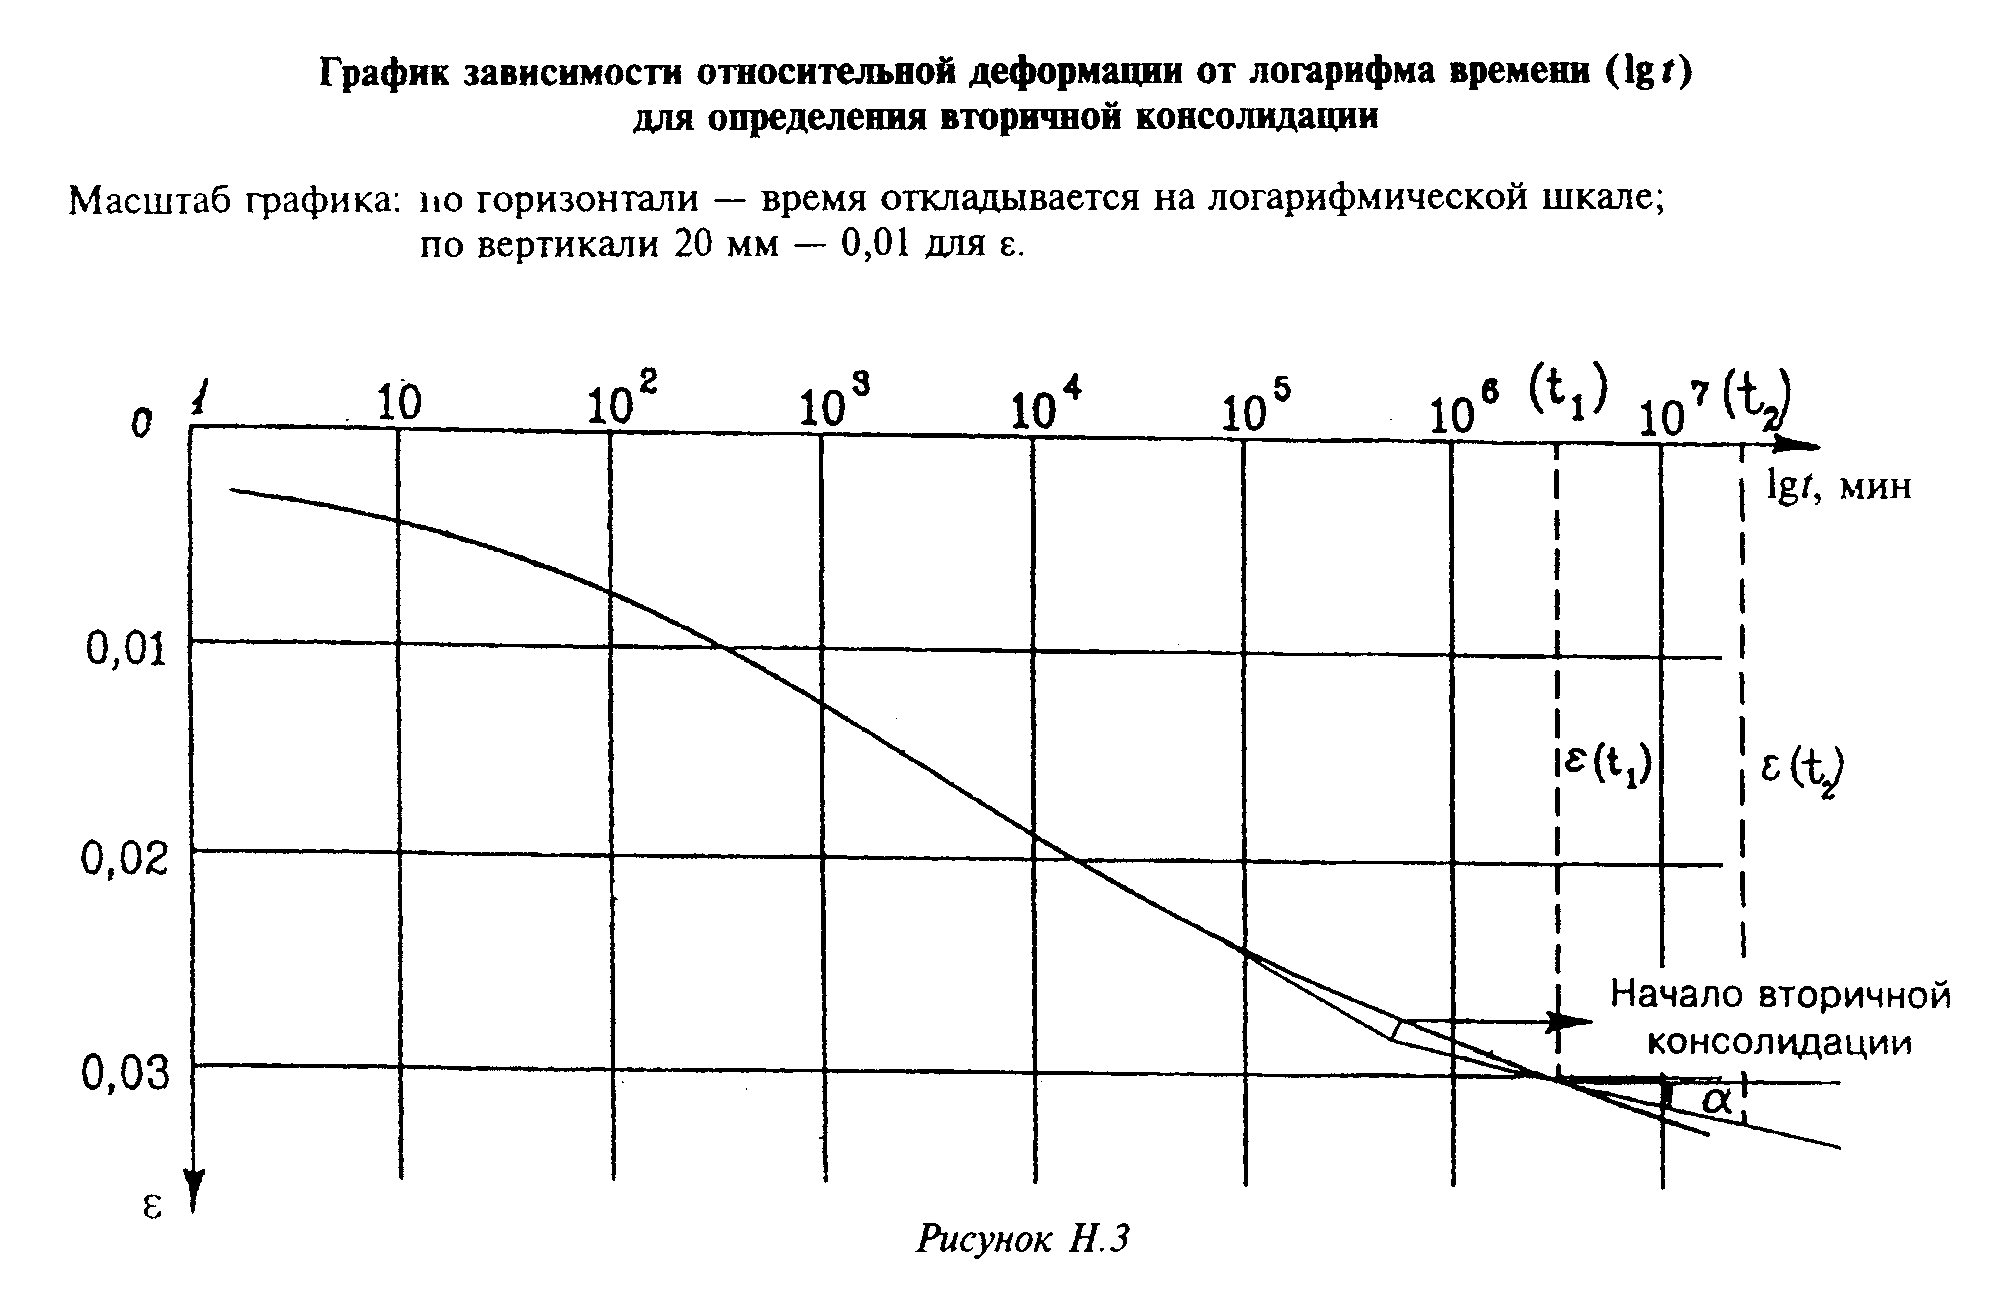 График зависимости относительной деформации от логарифма времени (lg t)
для определения вторичной консолидации
Масштаб графика: по горизонтали — время откладывается на логарифмической шкале;
по вертикали 20 мм — 0,01 для ε.
0 1 10 10² 10³ 10⁴ 10⁵ 10⁶ (t₁) 10⁷ (t₂)
lgt, мин
0,01
ε(t₁) ε(t₂)
0,02
Начало вторичной
консолидации
0,03
α
ε
Рисунок Н.3